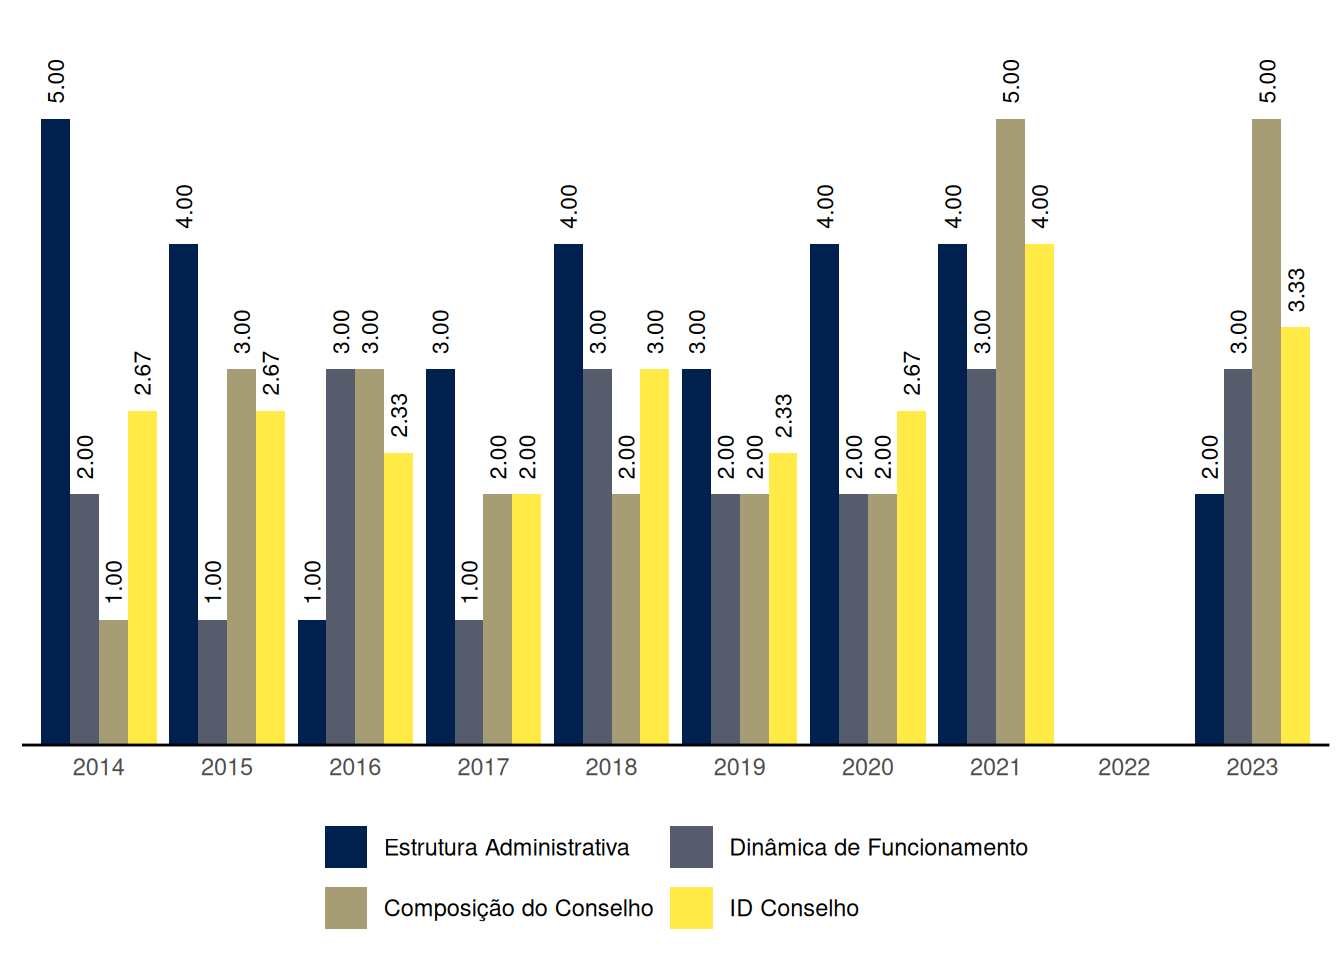 5.00 2.00 1.00 2.67 4.00 1.00 3.00 2.67 1.00 3.00 3.00 2.33 3.00 1.00 2.00 2.00 4.00 3.00 2.00 3.00 3.00 2.00 2.00 2.33 4.00 2.00 2.00 2.67 4.00 3.00 5.00 4.00 2.00 3.00 5.00 3.33
2014 2015 2016 2017 2018 2019 2020 2021 2022 2023
Estrutura Administrativa Dinâmica de Funcionamento
Composição do Conselho ID Conselho